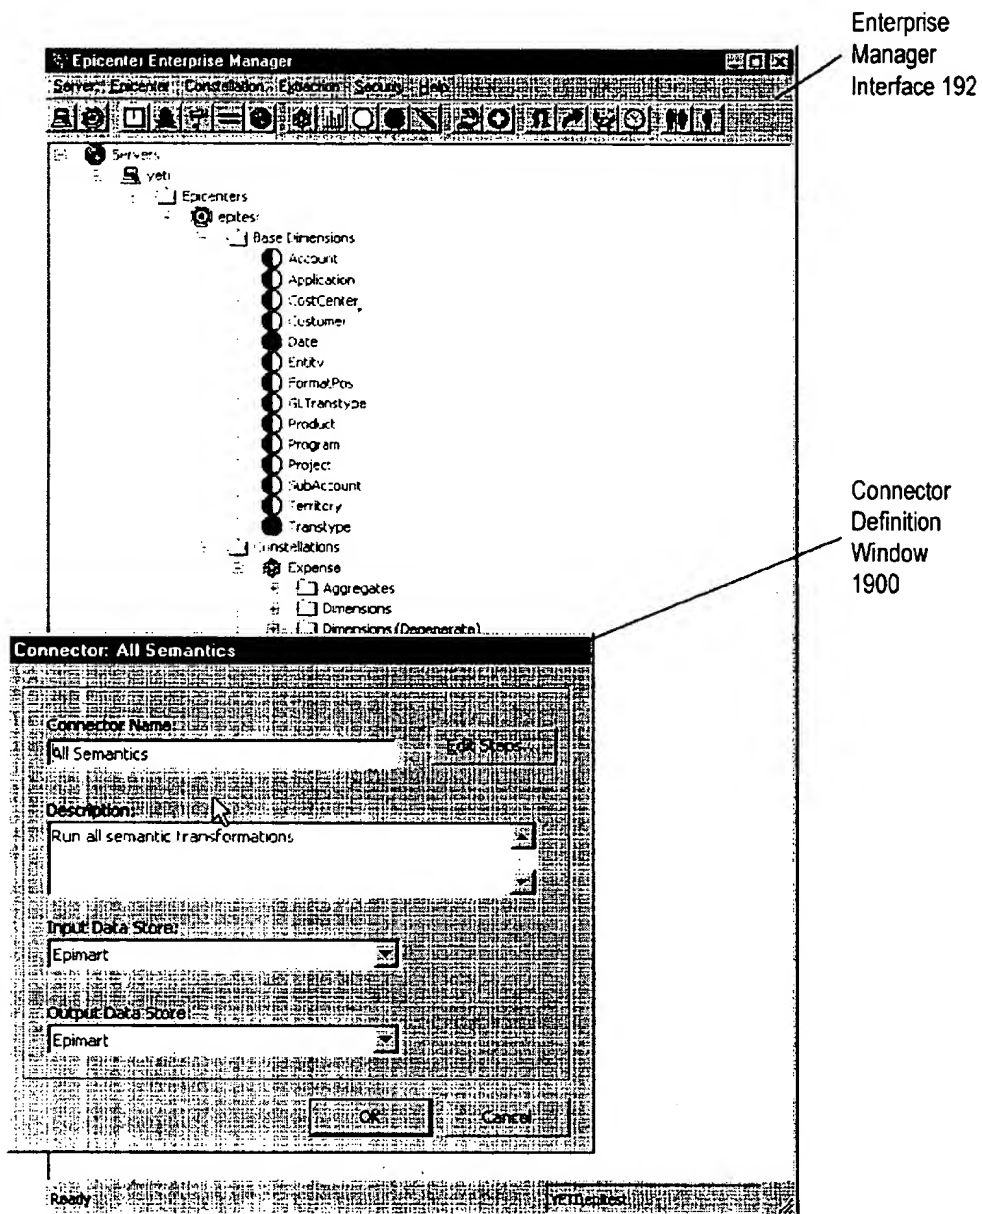 Enterprise
Manager
Interface 192
Epicenter Enterprise Manager
Server Epicenter Constellation Extraction Security Help
Servers
yeti
Epicenters
epitest
Base Dimensions
Account
Application
CostCenter
Customer
Date
Entity
FormatPos
GLTranstype
Product
Program
Project
SubAccount
Territory
Transtype
Constellations
Expense
Aggregates
Dimensions
Dimensions (Degenerate)
Connector
Definition
Window
1900
Connector: All Semantics
Connector Name:
All Semantics
Edit Steps...
Description:
Run all semantic transformations
Input Data Store:
Epimart
Output Data Store
Epimart
OK
Cancel
Ready